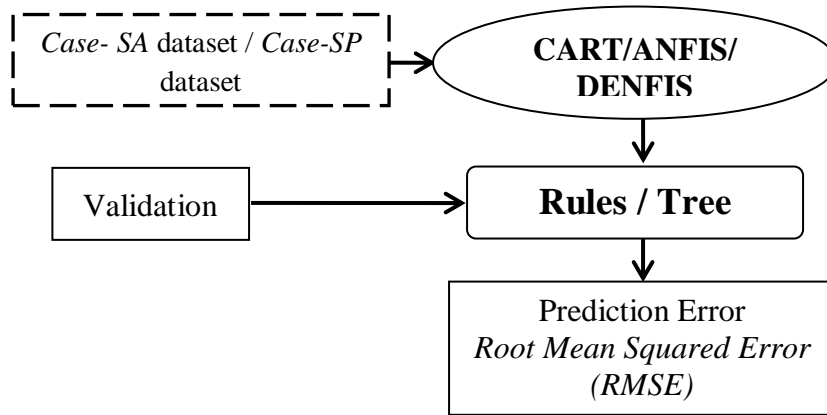 Case- SA dataset / Case-SP
dataset
CART/ANFIS/
DENFIS
Validation
Rules / Tree
Prediction Error
Root Mean Squared Error
(RMSE)